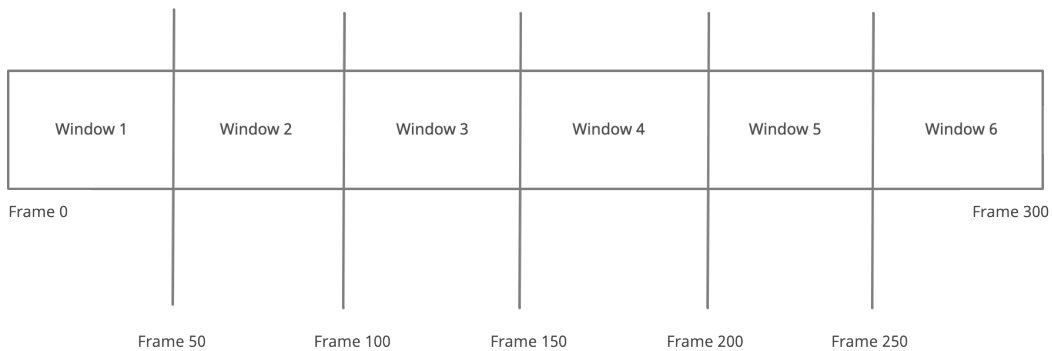 Window 1
Window 2
Window 3
Window 4
Window 5
Window 6
Frame 0
Frame 300
Frame 50
Frame 100
Frame 150
Frame 200
Frame 250